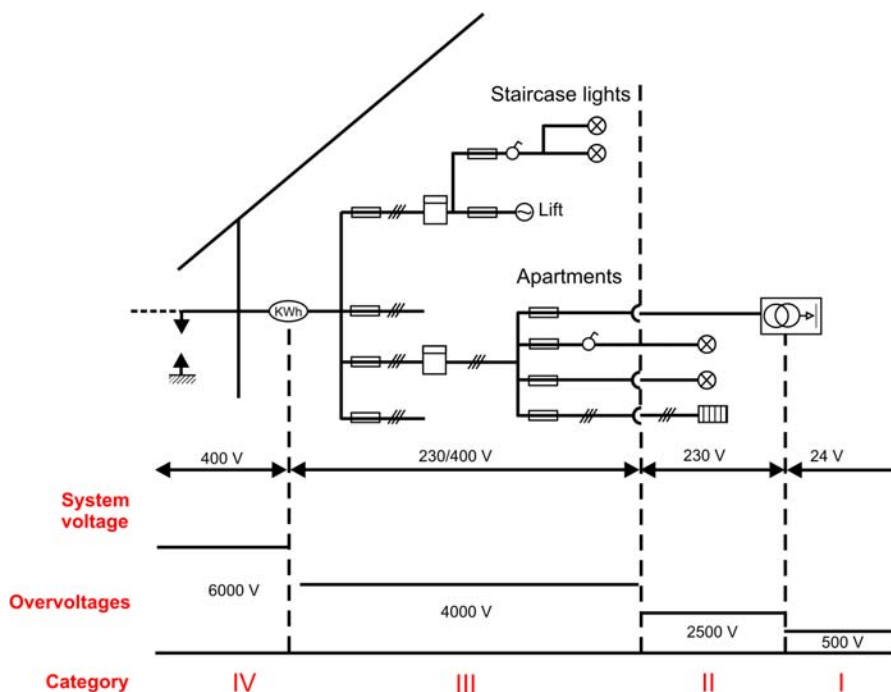 Staircase lights
Lift
Apartments
KWh
400 V
230/400 V
230 V
24 V
System
voltage
Overvoltages
6000 V
4000 V
2500 V
500 V
Category
IV
III
II
I